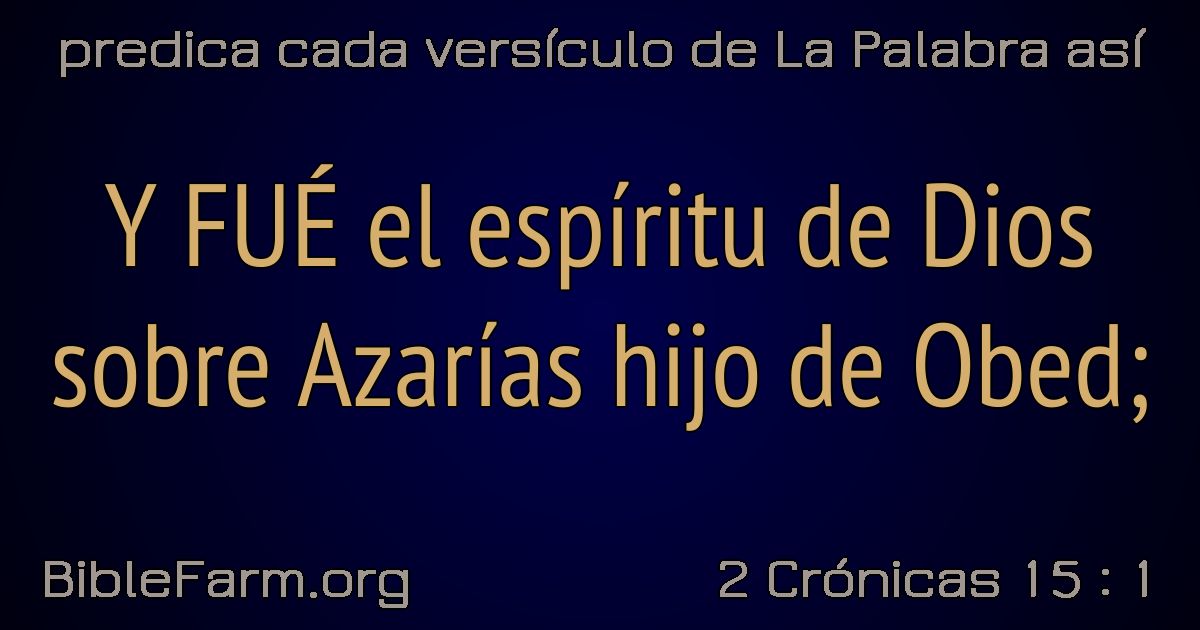 predica cada versículo de La Palabra así
Y FUÉ el espíritu de Dios
sobre Azarías hijo de Obed;
BibleFarm.org
2 Crónicas 15 : 1